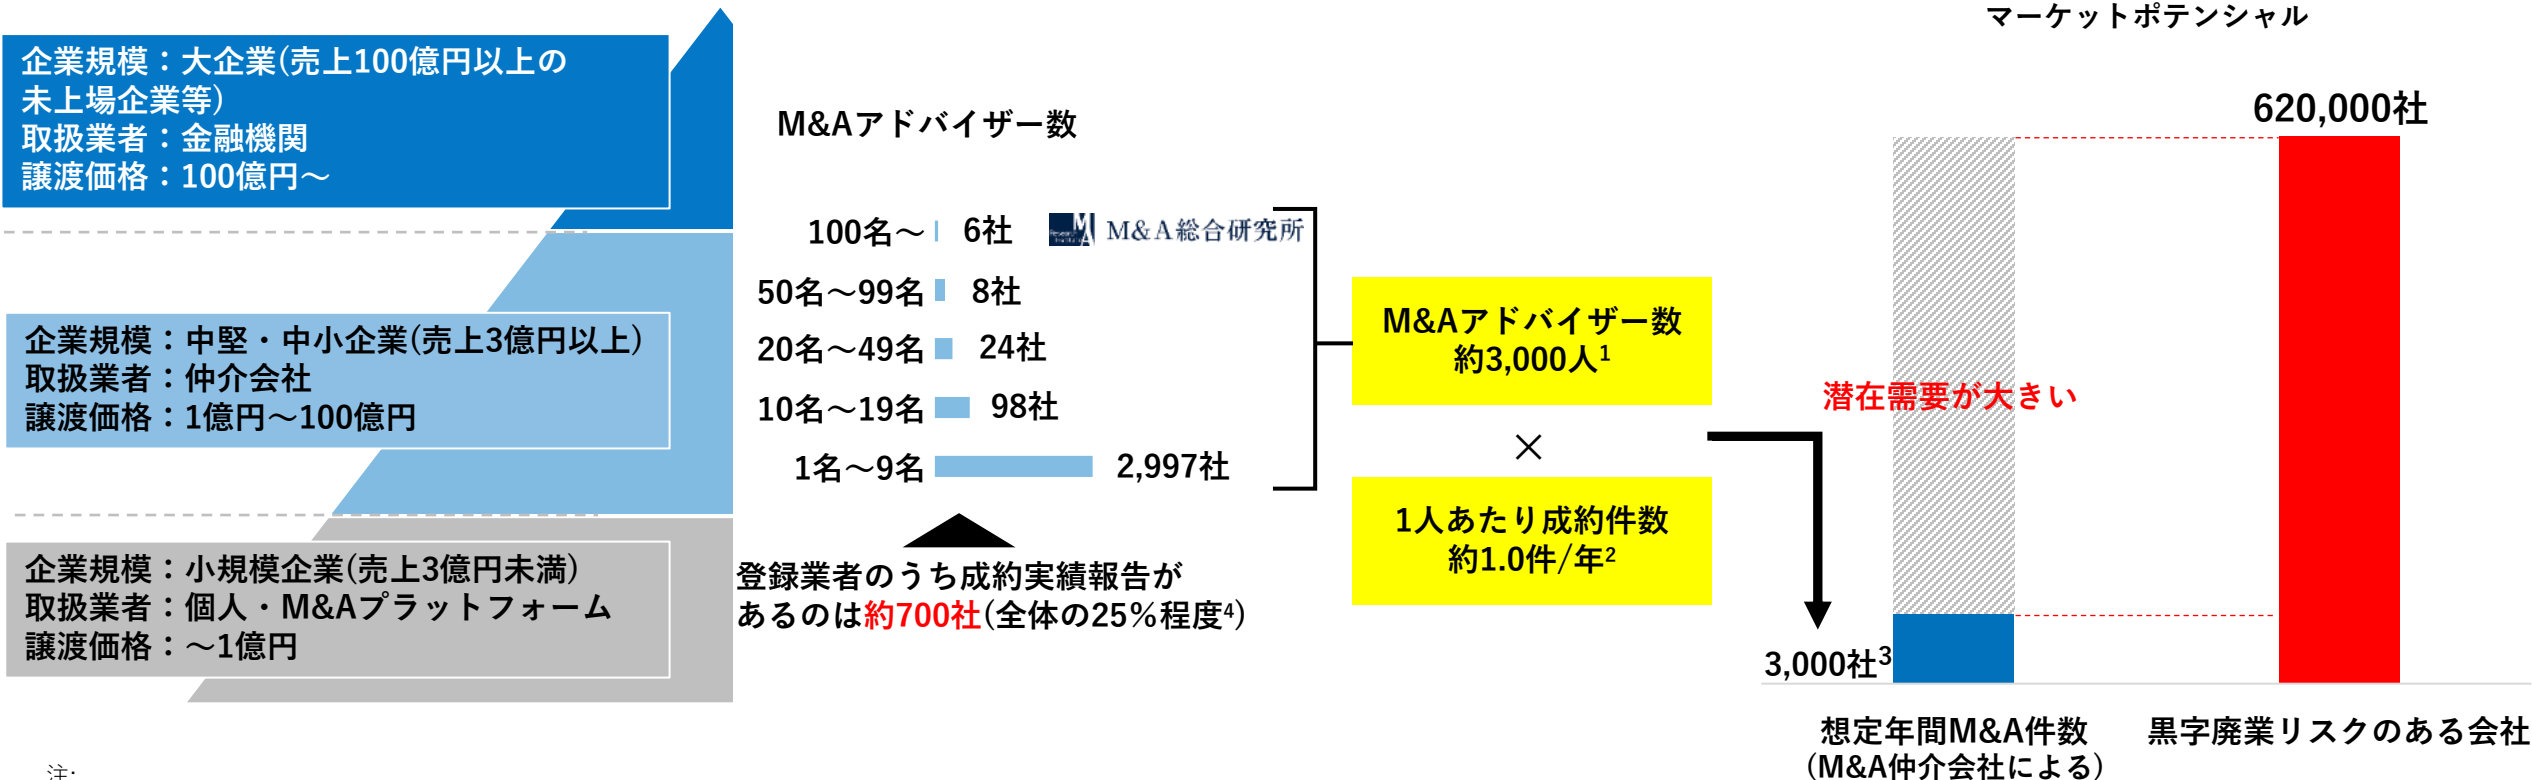 企業規模：大企業(売上100億円以上の
未上場企業等)
取扱業者：金融機関
譲渡価格：100億円～
企業規模：中堅・中小企業(売上3億円以上)
取扱業者：仲介会社
譲渡価格：1億円～100億円
企業規模：小規模企業(売上3億円未満)
取扱業者：個人・M&Aプラットフォーム
譲渡価格：～1億円
M&Aアドバイザー数
100名～ 6社 M&A総合研究所
50名～99名 8社
20名～49名 24社
10名～19名 98社
1名～9名 2,997社
登録業者のうち成約実績報告が
あるのは約700社(全体の25%程度4)
M&Aアドバイザー数
約3,000人1
×
1人あたり成約件数
約1.0件/年2
マーケットポテンシャル
620,000社
潜在需要が大きい
3,000社3
想定年間M&A件数
(M&A仲介会社による)
黒字廃業リスクのある会社
注: